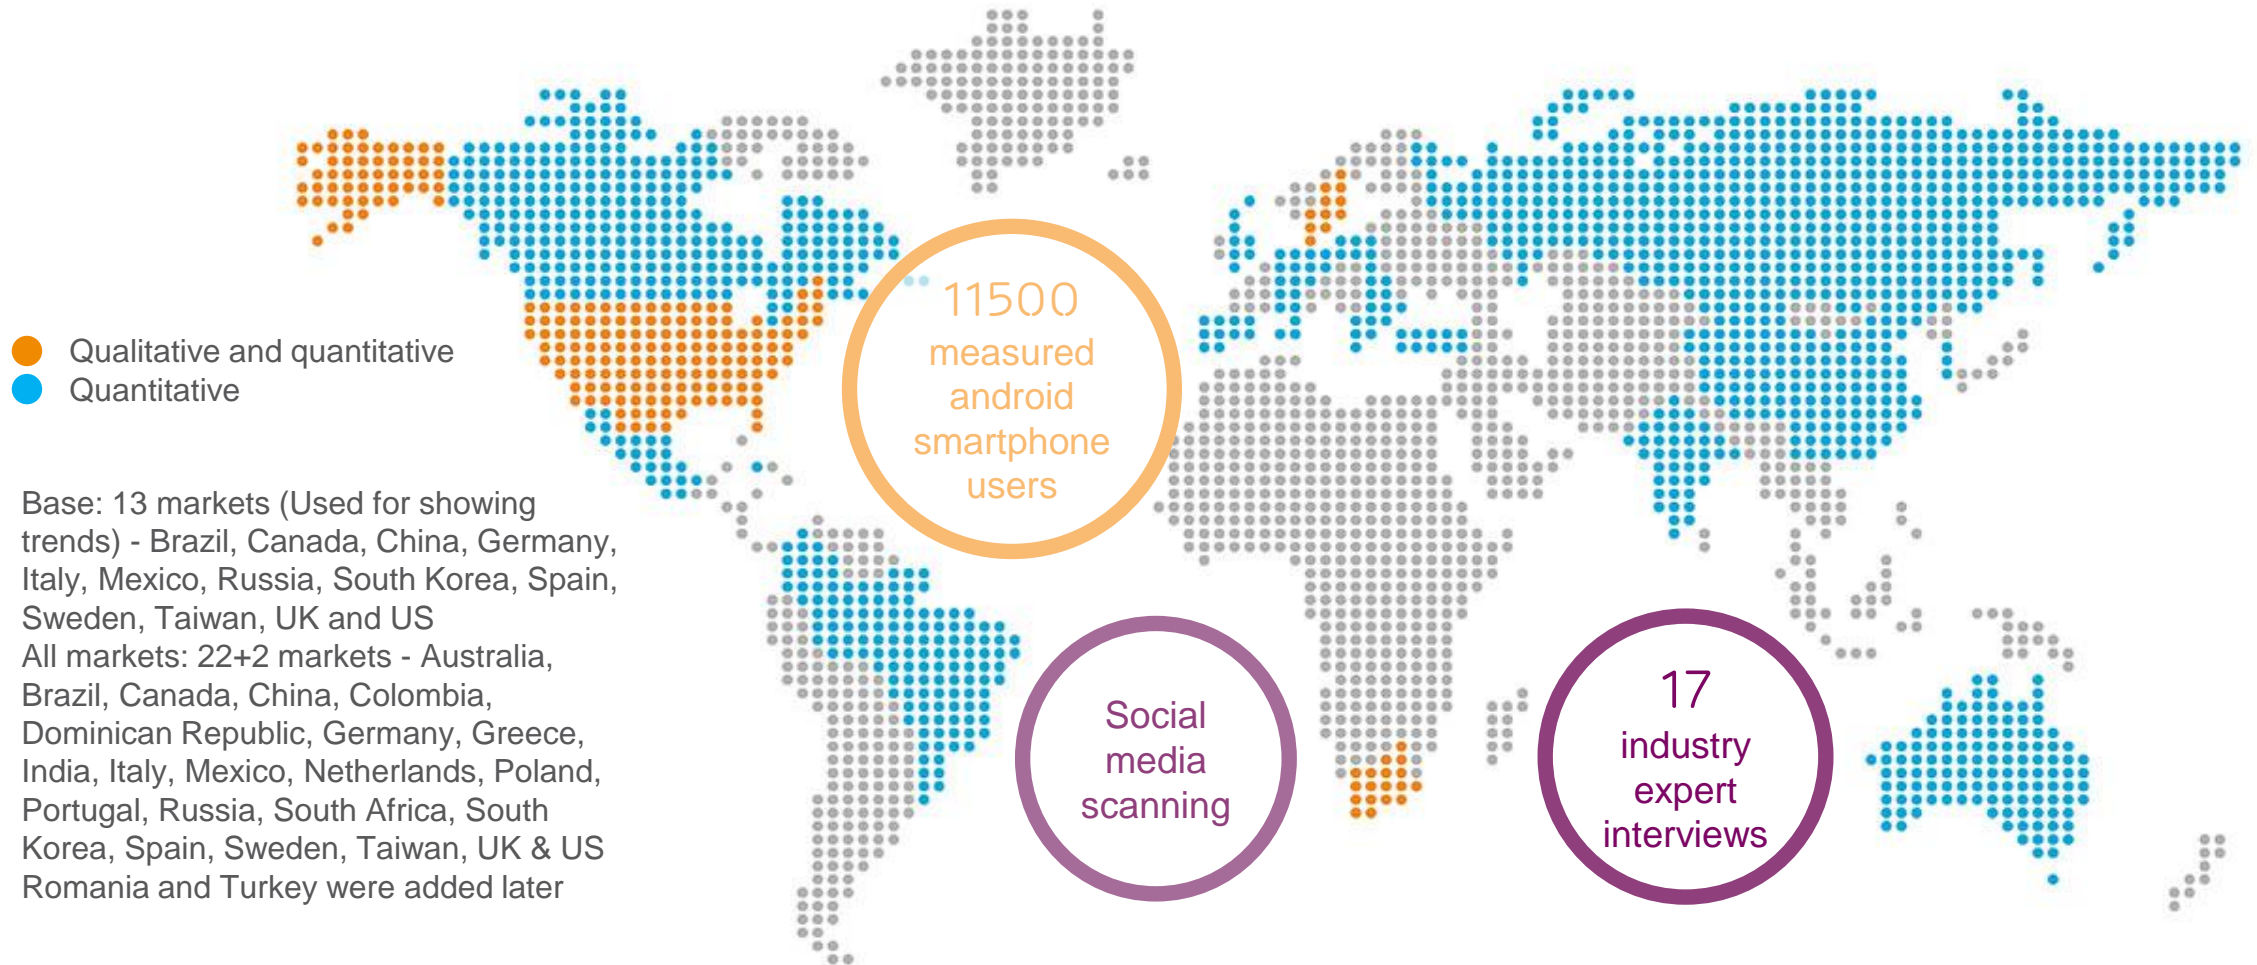 Qualitative and quantitative
Quantitative
Base: 13 markets (Used for showing
trends) - Brazil, Canada, China, Germany,
Italy, Mexico, Russia, South Korea, Spain,
Sweden, Taiwan, UK and US
All markets: 22+2 markets - Australia,
Brazil, Canada, China, Colombia,
Dominican Republic, Germany, Greece,
India, Italy, Mexico, Netherlands, Poland,
Portugal, Russia, South Africa, South
Korea, Spain, Sweden, Taiwan, UK & US
Romania and Turkey were added later
11500
measured
android
smartphone
users
Social
media
scanning
17
industry
expert
interviews